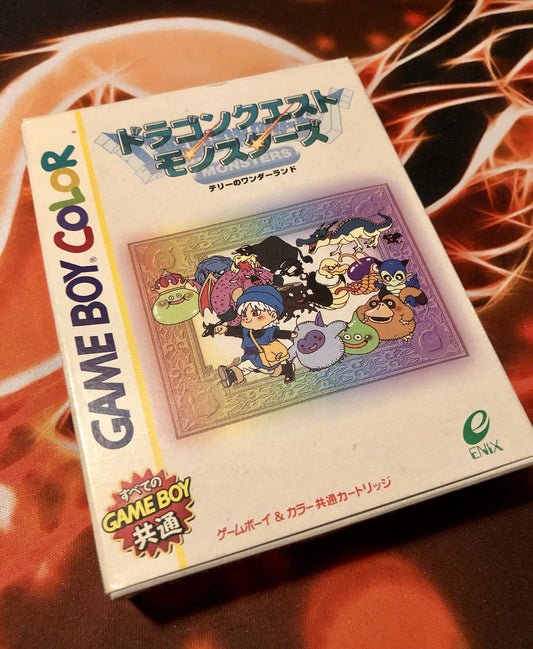 ドラゴンクエスト
モンスターズ
MONSTERS
テリーのワンダーランド
GAME BOY COLOR
すべての
GAME BOY
共通
ENIX
ゲームボーイ & カラー 共通カートリッジ